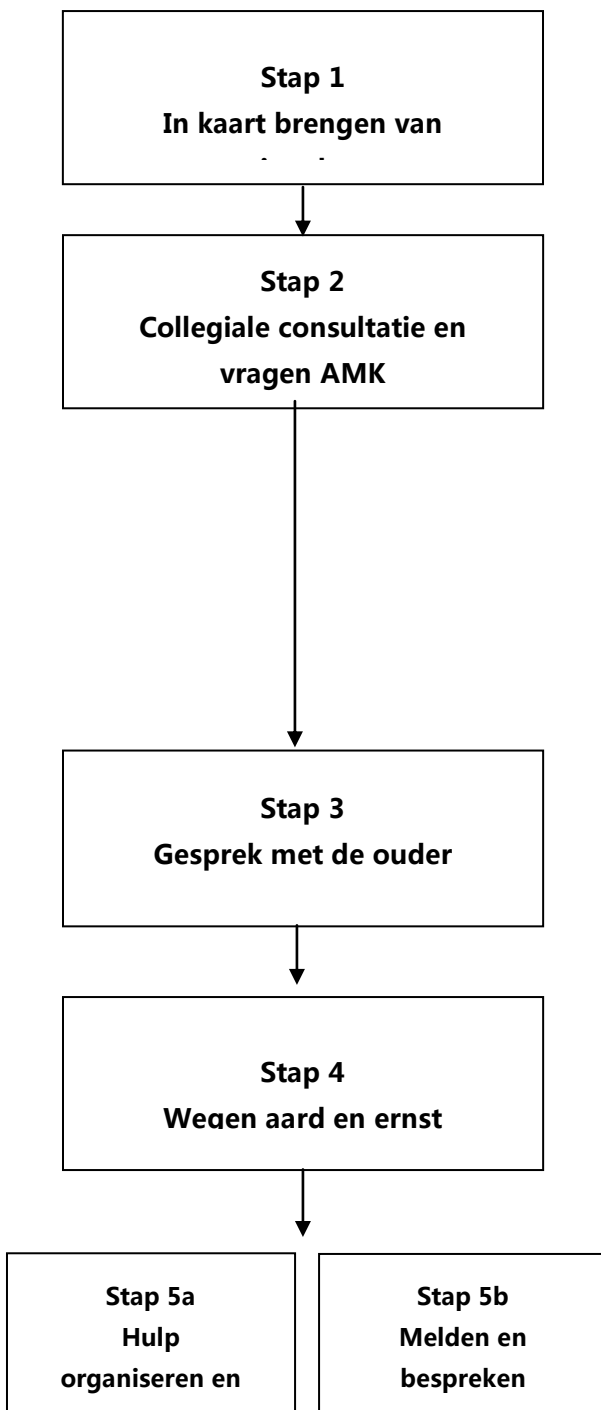 Stap 1
In kaart brengen van
Stap 2
Collegiale consultatie en
vragen AMK
Stap 3
Gesprek met de ouder
Stap 4
Wegen aard en ernst
Stap 5a
Hulp
organiseren en
Stap 5b
Melden en
bespreken